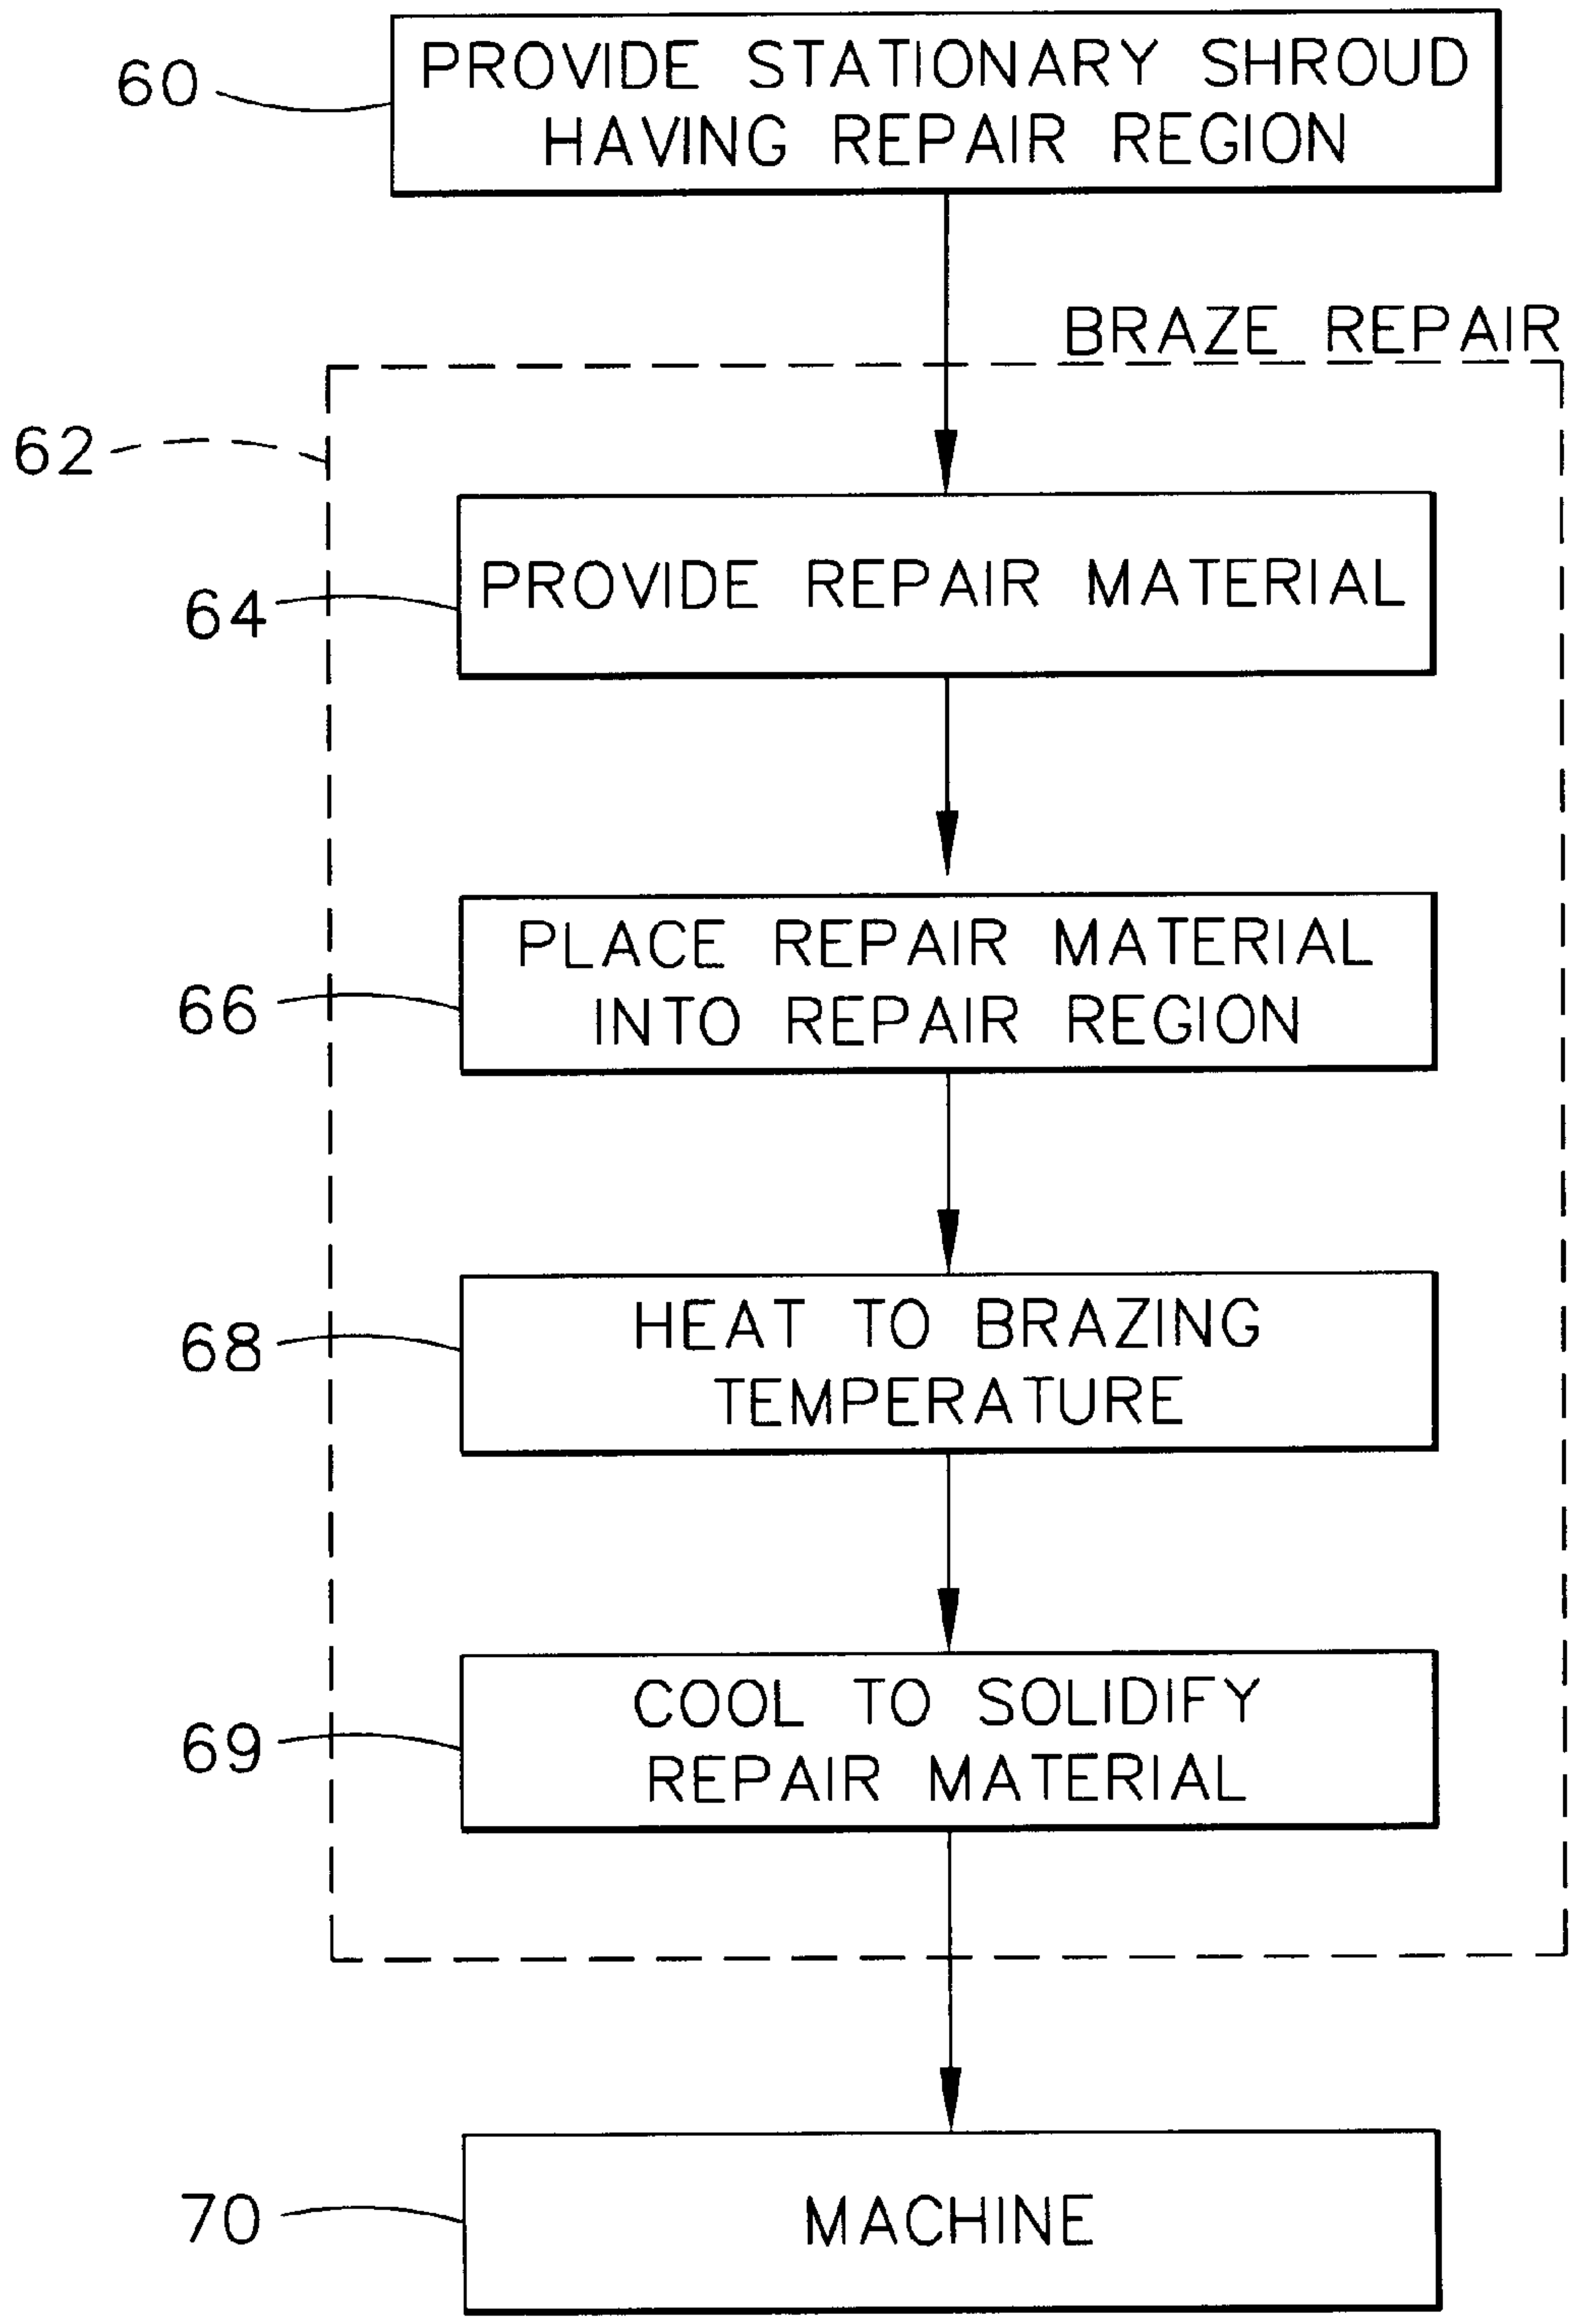 60
PROVIDE STATIONARY SHROUD
HAVING REPAIR REGION
BRAZE REPAIR
62
64
PROVIDE REPAIR MATERIAL
66
PLACE REPAIR MATERIAL
INTO REPAIR REGION
68
HEAT TO BRAZING
TEMPERATURE
69
COOL TO SOLIDIFY
REPAIR MATERIAL
70
MACHINE